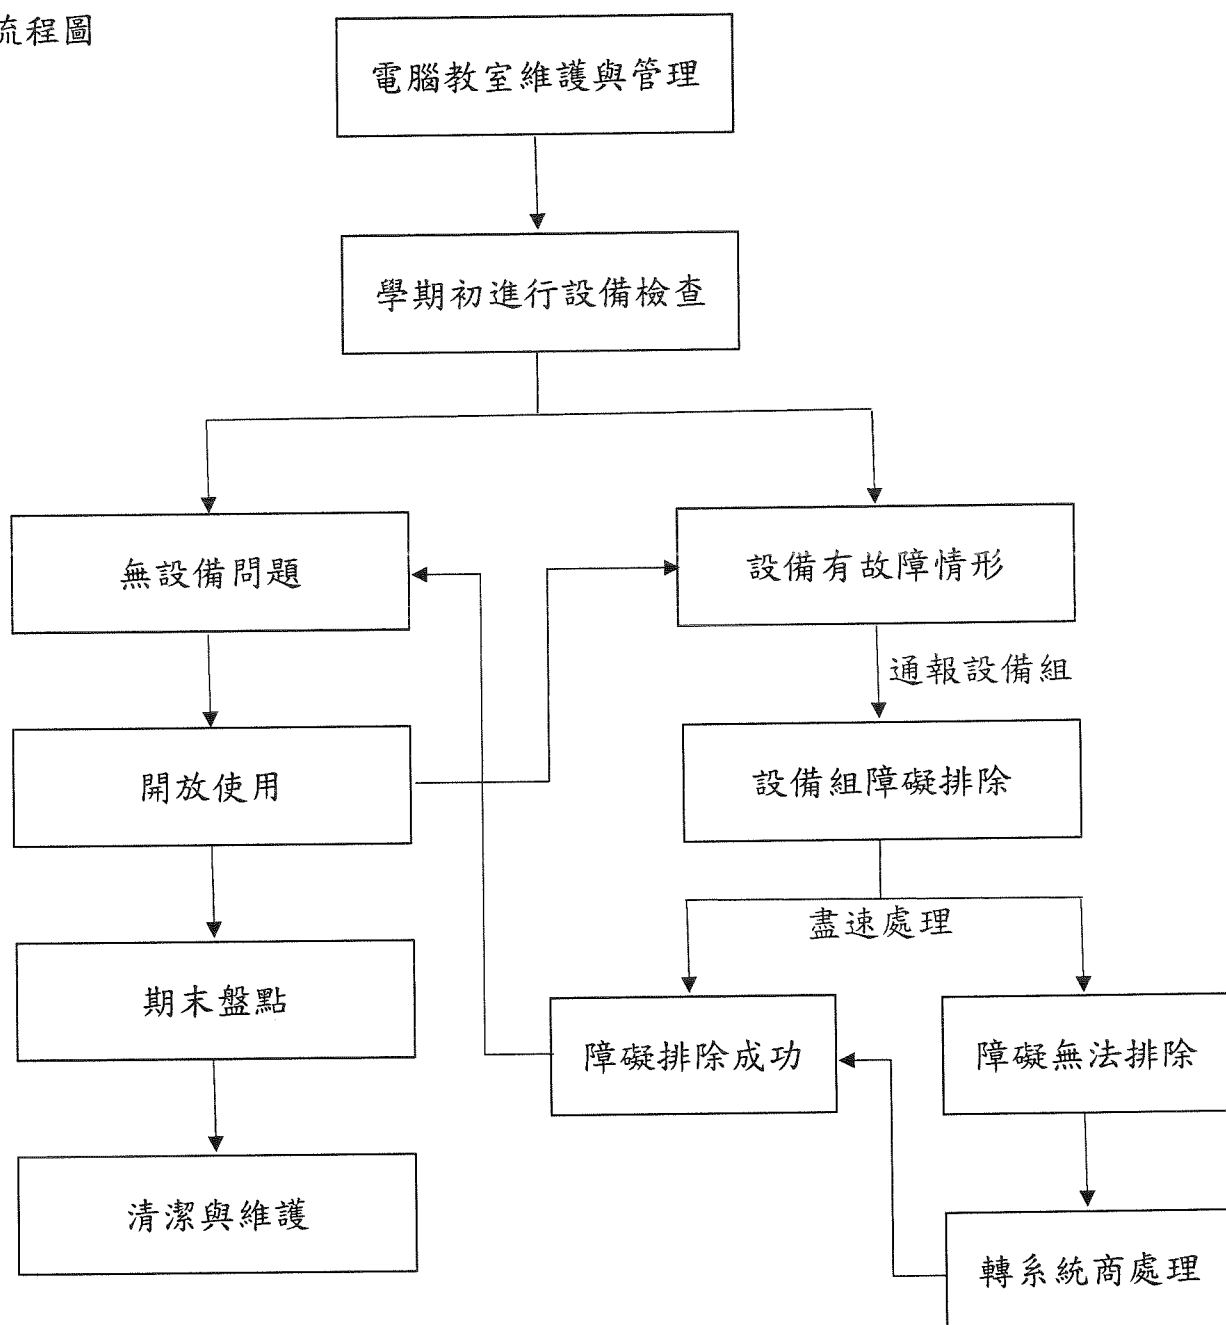 流程圖
電腦教室維護與管理
學期初進行設備檢查
無設備問題
設備有故障情形
通報設備組
開放使用
設備組障礙排除
盡速處理
期末盤點
障礙排除成功
障礙無法排除
清潔與維護
轉系統商處理